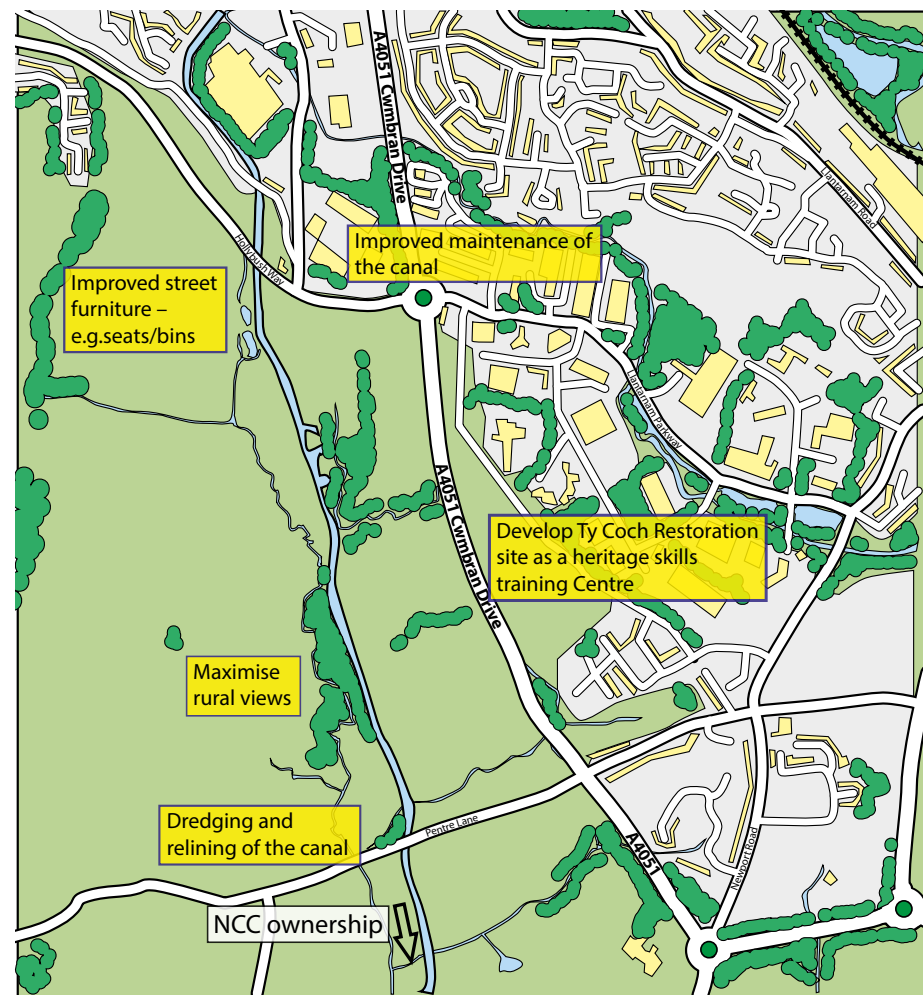 A4051 Cwmbran Drive
Llantarnam Road
Hollybush Way
Improved maintenance of
the canal
Improved street
furniture –
e.g.seats/bins
Llantarnam Parkway
A4051 Cwmbran Drive
Develop Ty Coch Restoration
site as a heritage skills
training Centre
Maximise
rural views
Dredging and
relining of the canal
Pentre Lane
A4051
Newport Road
NCC ownership